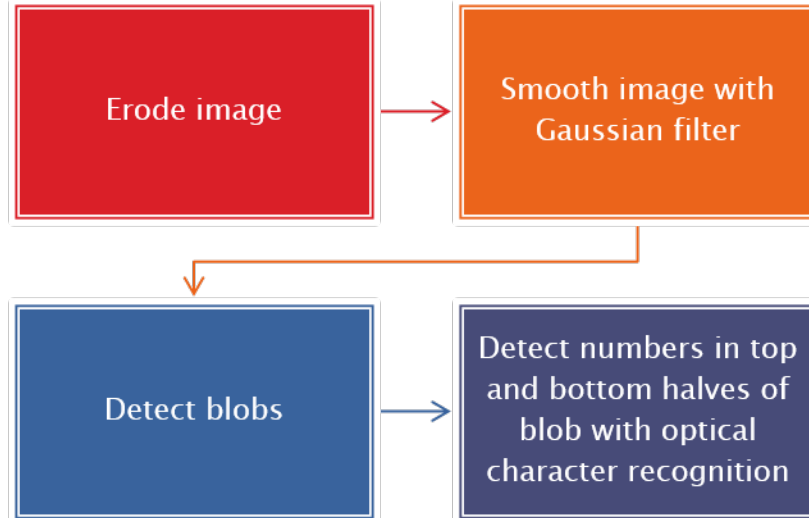 Erode image
Smooth image with
Gaussian filter
Detect blobs
Detect numbers in top
and bottom halves of
blob with optical
character recognition